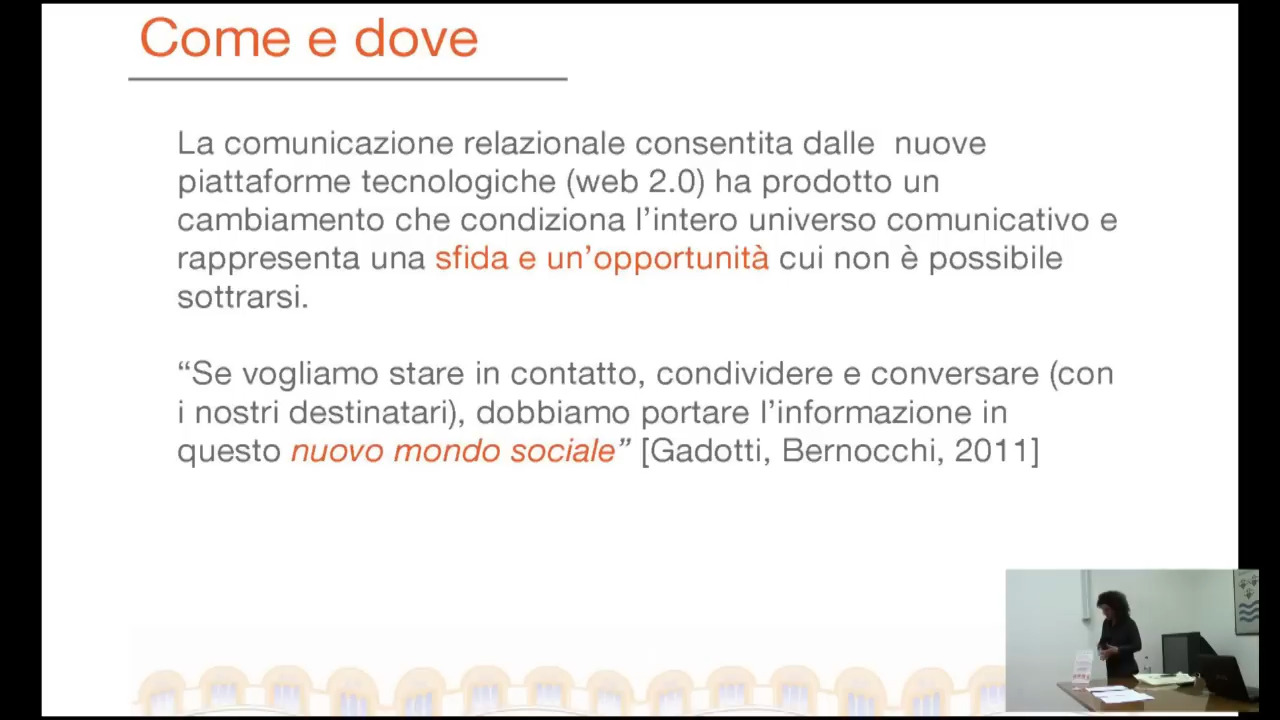 Come e dove
La comunicazione relazionale consentita dalle  nuove
piattaforme tecnologiche (web 2.0) ha prodotto un
cambiamento che condiziona l’intero universo comunicativo e
rappresenta una sfida e un’opportunità cui non è possibile
sottrarsi.
“Se vogliamo stare in contatto, condividere e conversare (con
i nostri destinatari), dobbiamo portare l’informazione in
questo nuovo mondo sociale” [Gadotti, Bernocchi, 2011]